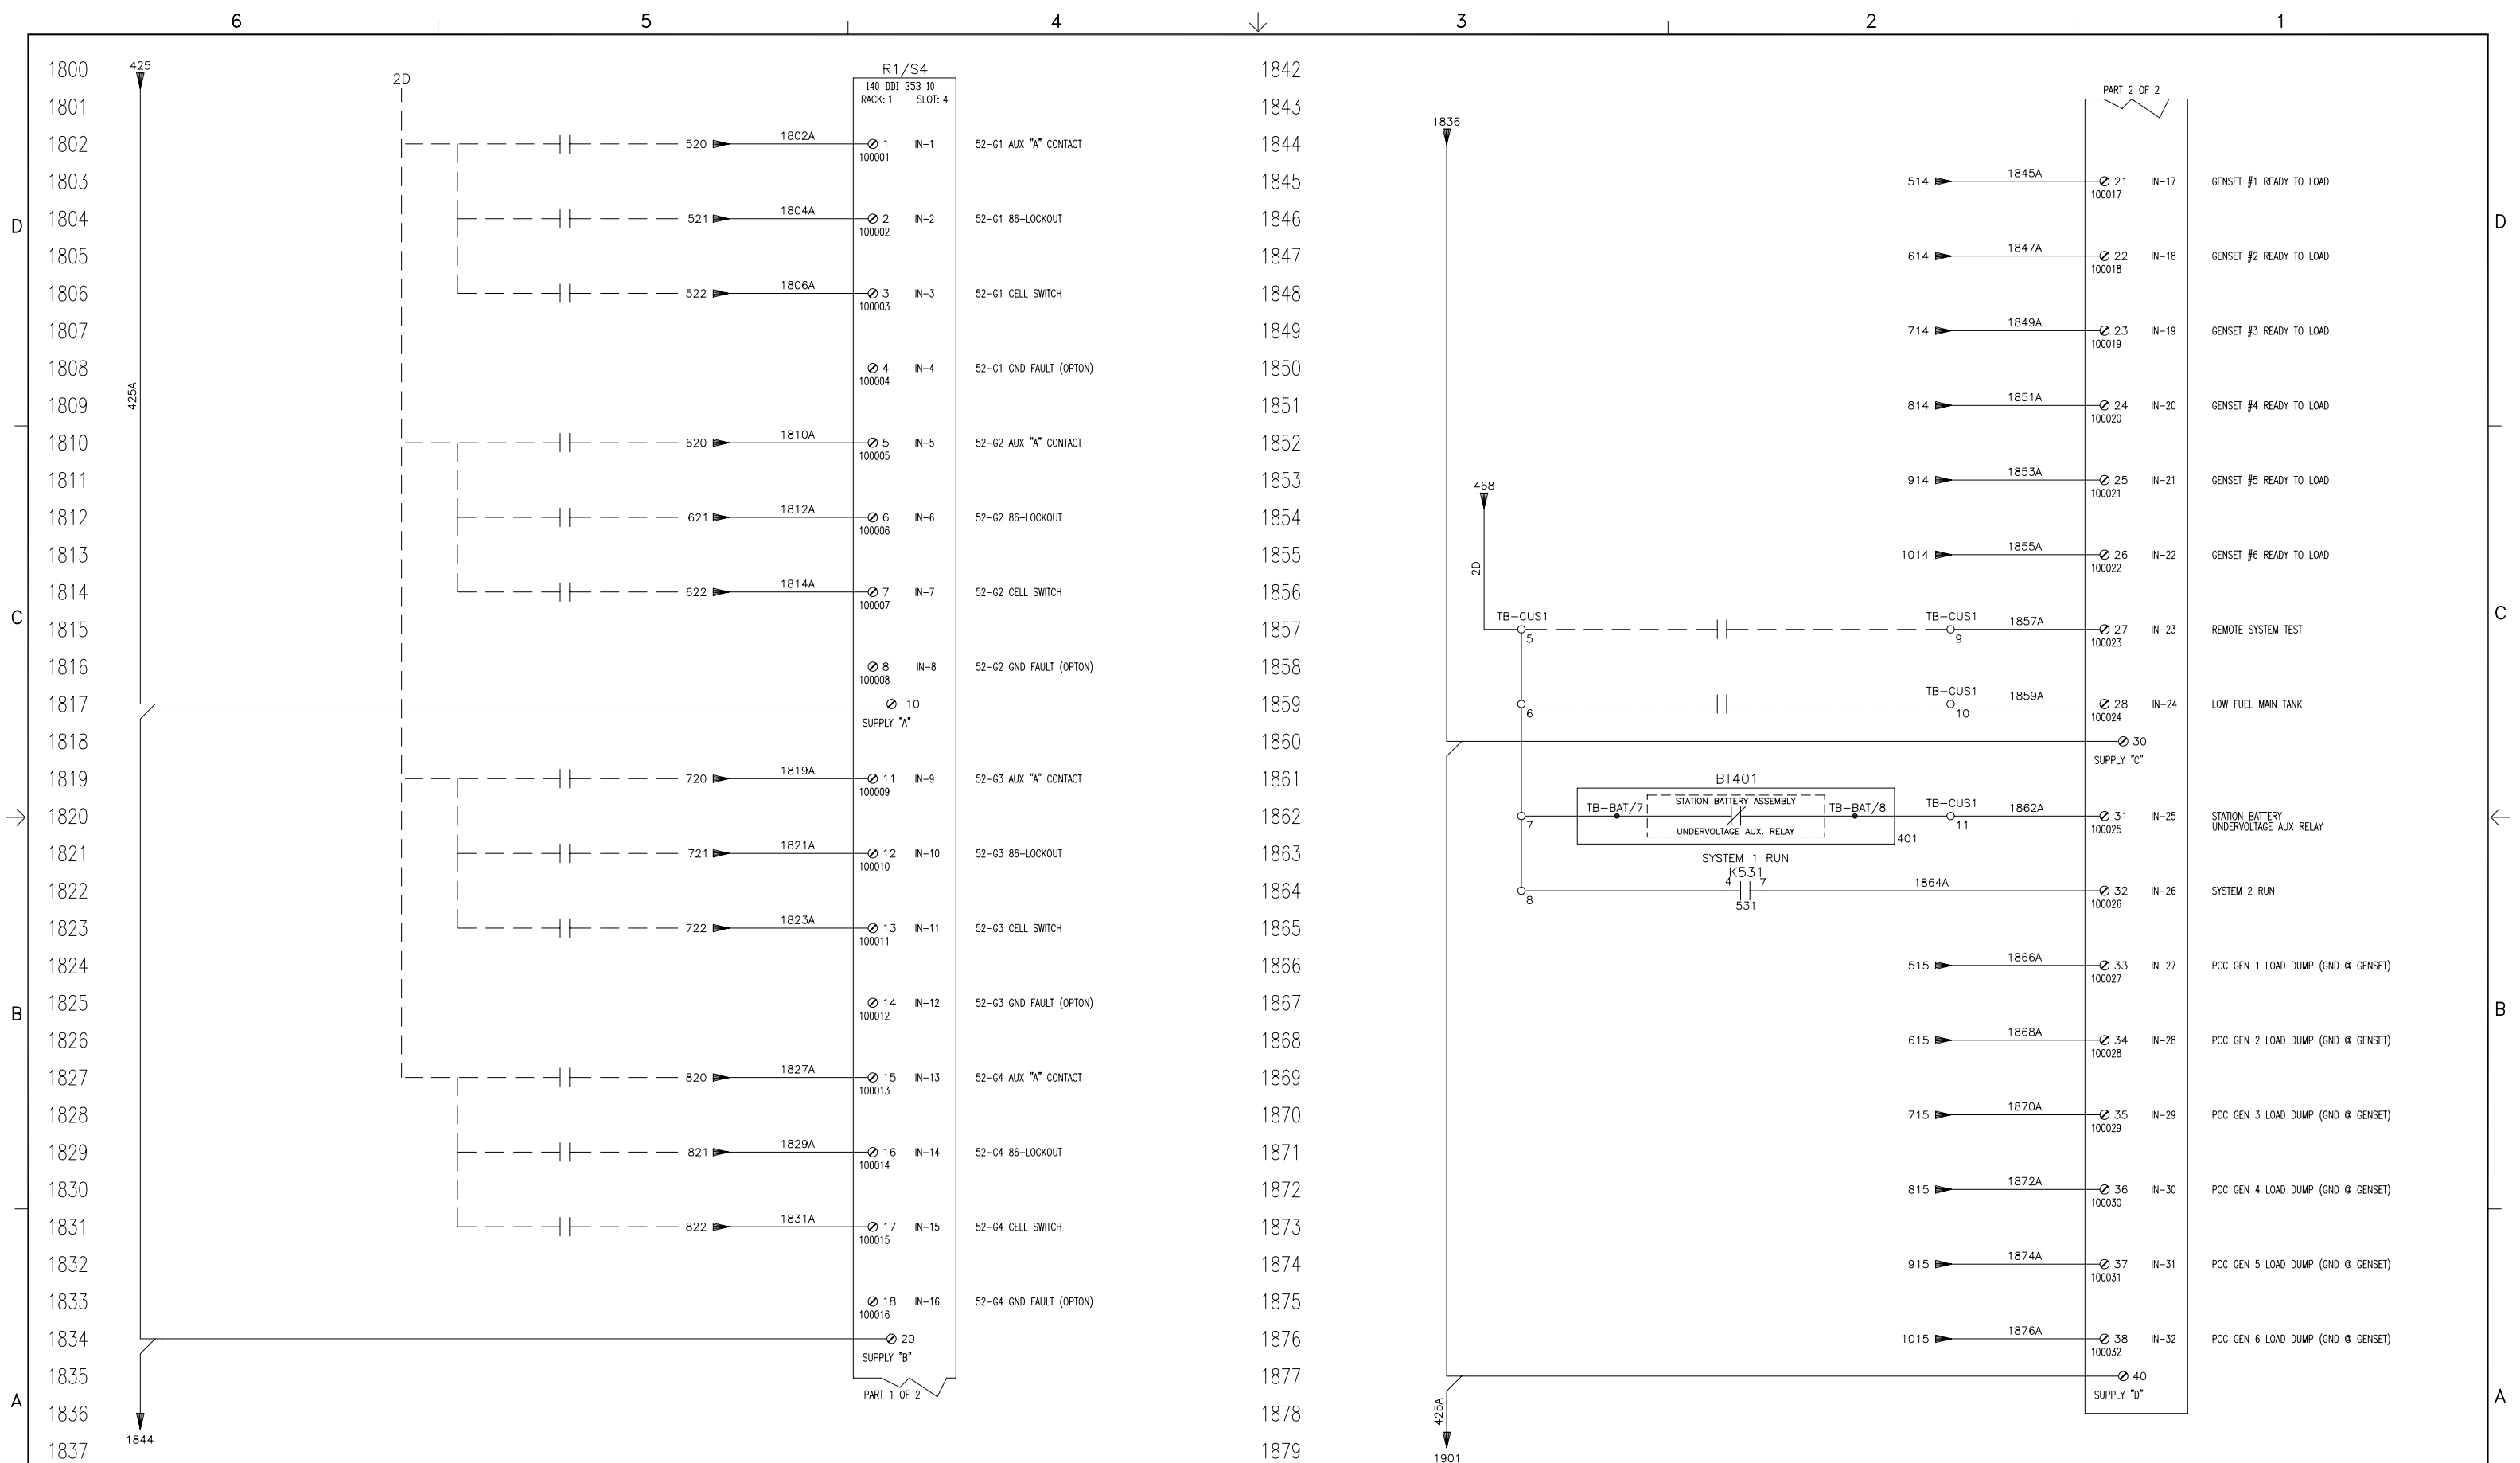 6 5 4 3 2 1
1800
1801
1802
1803
1804
1805
1806
1807
1808
1809
1810
1811
1812
1813
1814
1815
1816
1817
1818
1819
1820
1821
1822
1823
1824
1825
1826
1827
1828
1829
1830
1831
1832
1833
1834
1835
1836
1837
D
C
B
A
425
425A
1844
2D
R1/S4
140 DDI 353 10
RACK: 1 SLOT: 4
520 1802A 1 IN-1 52-G1 AUX "A" CONTACT
100001
521 1804A 2 IN-2 52-G1 86-LOCKOUT
100002
522 1806A 3 IN-3 52-G1 CELL SWITCH
100003
4 IN-4 52-G1 GND FAULT (OPTON)
100004
620 1810A 5 IN-5 52-G2 AUX "A" CONTACT
100005
621 1812A 6 IN-6 52-G2 86-LOCKOUT
100006
622 1814A 7 IN-7 52-G2 CELL SWITCH
100007
8 IN-8 52-G2 GND FAULT (OPTON)
100008
10
SUPPLY "A"
720 1819A 11 IN-9 52-G3 AUX "A" CONTACT
100009
721 1821A 12 IN-10 52-G3 86-LOCKOUT
100010
722 1823A 13 IN-11 52-G3 CELL SWITCH
100011
14 IN-12 52-G3 GND FAULT (OPTON)
100012
820 1827A 15 IN-13 52-G4 AUX "A" CONTACT
100013
821 1829A 16 IN-14 52-G4 86-LOCKOUT
100014
822 1831A 17 IN-15 52-G4 CELL SWITCH
100015
18 IN-16 52-G4 GND FAULT (OPTON)
100016
20
SUPPLY "B"
PART 1 OF 2
1842
1843
1844
1845
1846
1847
1848
1849
1850
1851
1852
1853
1854
1855
1856
1857
1858
1859
1860
1861
1862
1863
1864
1865
1866
1867
1868
1869
1870
1871
1872
1873
1874
1875
1876
1877
1878
1879
1836
425A
1901
468
2D
PART 2 OF 2
514 1845A 21 IN-17 GENSET #1 READY TO LOAD
100017
614 1847A 22 IN-18 GENSET #2 READY TO LOAD
100018
714 1849A 23 IN-19 GENSET #3 READY TO LOAD
100019
814 1851A 24 IN-20 GENSET #4 READY TO LOAD
100020
914 1853A 25 IN-21 GENSET #5 READY TO LOAD
100021
1014 1855A 26 IN-22 GENSET #6 READY TO LOAD
100022
TB-CUS1 5 TB-CUS1 9 1857A 27 IN-23 REMOTE SYSTEM TEST
100023
6 TB-CUS1 10 1859A 28 IN-24 LOW FUEL MAIN TANK
100024
30
SUPPLY "C"
BT401
STATION BATTERY ASSEMBLY
7 TB-BAT/7 TB-BAT/8 TB-CUS1 11 1862A 31 IN-25 STATION BATTERY
UNDERVOLTAGE AUX RELAY
100025
UNDERVOLTAGE AUX. RELAY
401
SYSTEM 1 RUN
K531
8 4 7 1864A 32 IN-26 SYSTEM 2 RUN
531
100026
515 1866A 33 IN-27 PCC GEN 1 LOAD DUMP (GND @ GENSET)
100027
615 1868A 34 IN-28 PCC GEN 2 LOAD DUMP (GND @ GENSET)
100028
715 1870A 35 IN-29 PCC GEN 3 LOAD DUMP (GND @ GENSET)
100029
815 1872A 36 IN-30 PCC GEN 4 LOAD DUMP (GND @ GENSET)
100030
915 1874A 37 IN-31 PCC GEN 5 LOAD DUMP (GND @ GENSET)
100031
1015 1876A 38 IN-32 PCC GEN 6 LOAD DUMP (GND @ GENSET)
100032
40
SUPPLY "D"
D
C
B
A